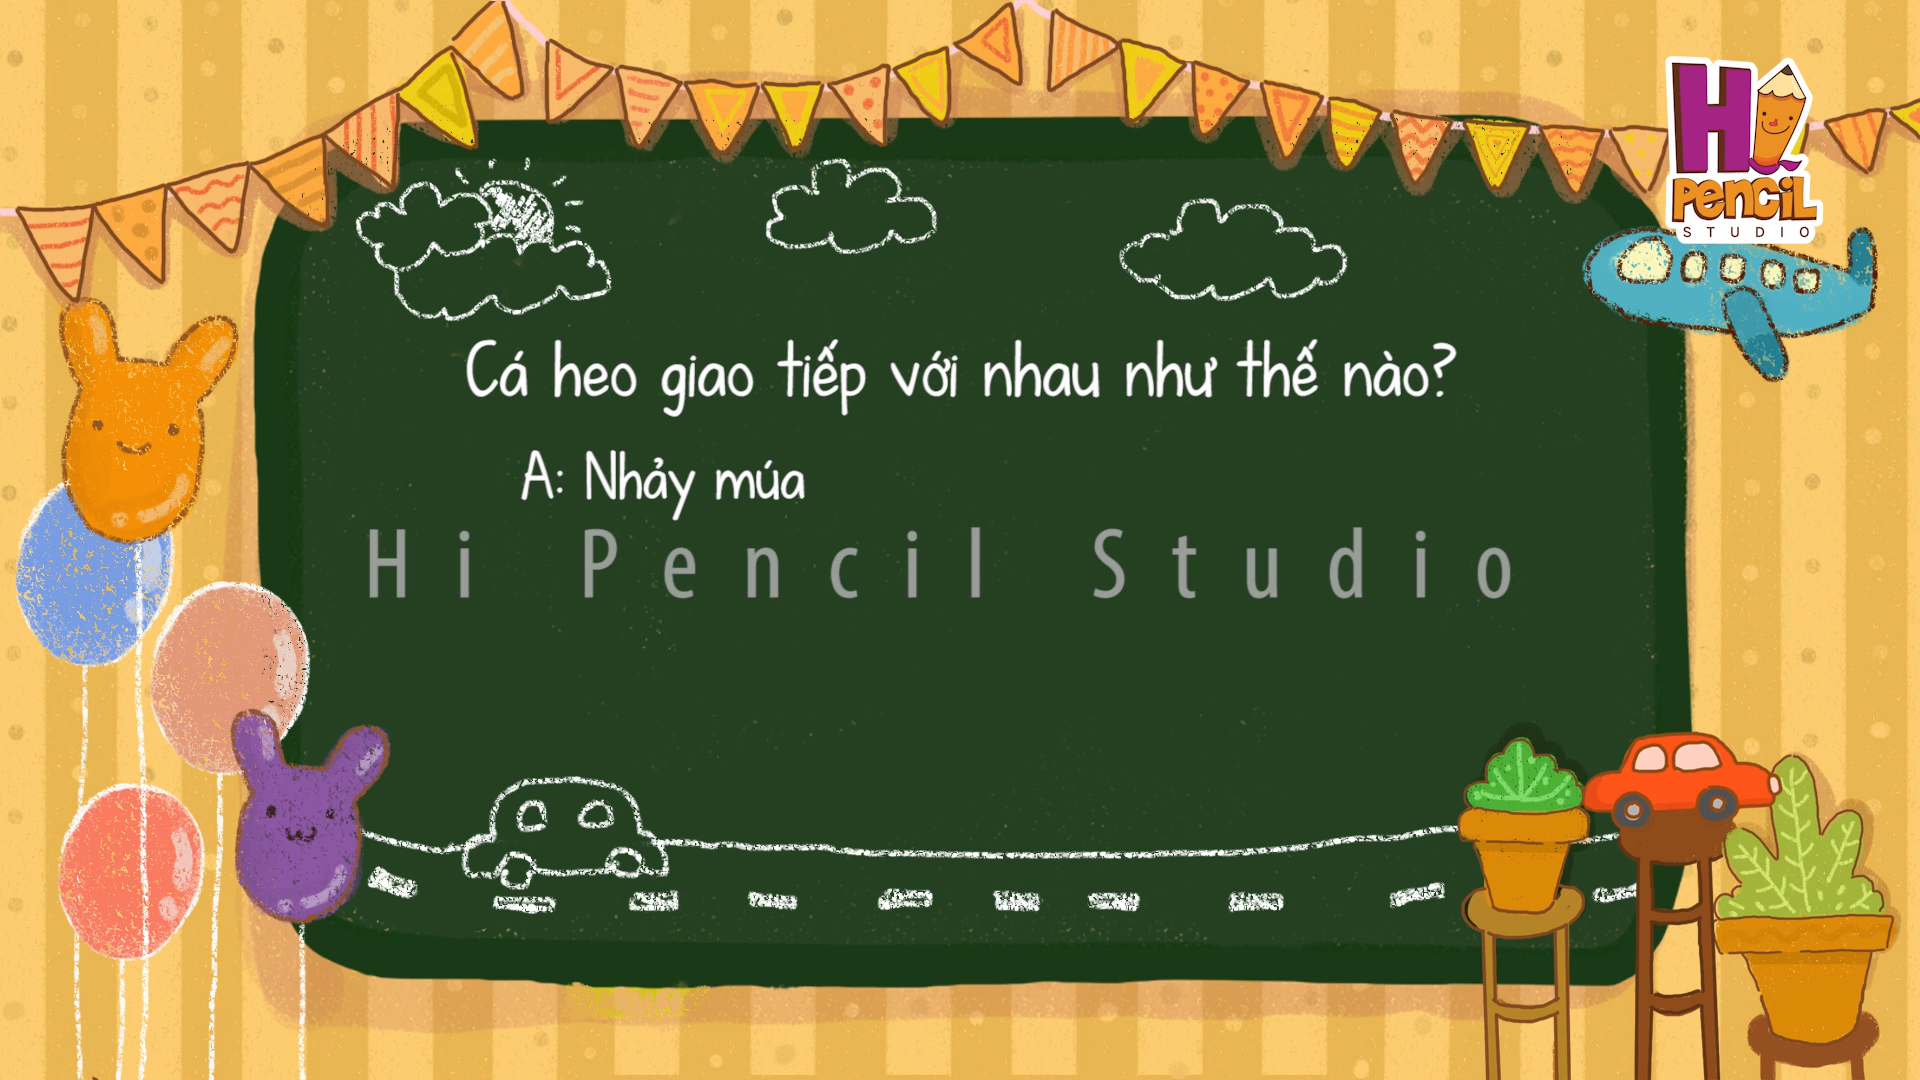 Hi
Pencil
STUDIO
Cá heo giao tiếp với nhau như thế nào?
A: Nhảy múa
Hi Pencil Studio